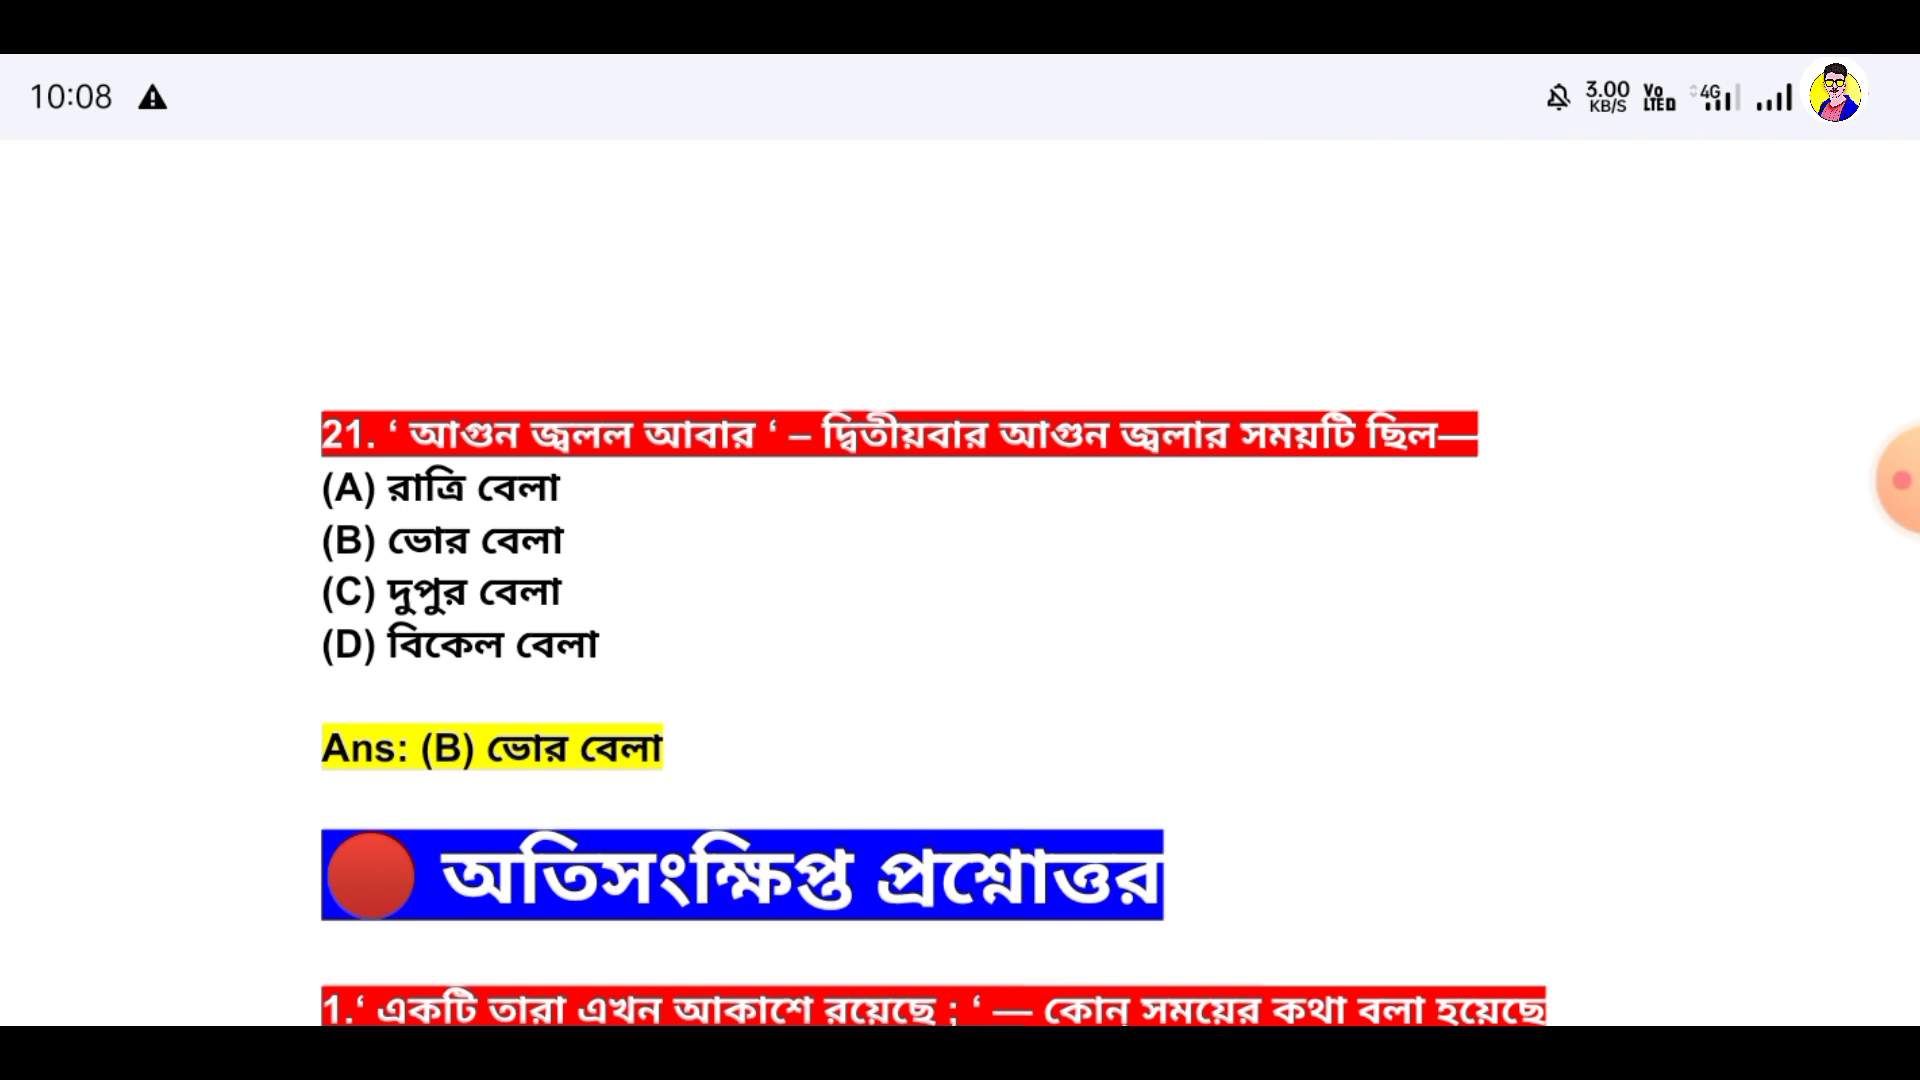 10:08
3.00
KB/S
Vo
LTE
4G
21. ‘ আগুন জ্বলল আবার ‘ – দ্বিতীয়বার আগুন জ্বলার সময়টি ছিল—
(A) রাত্রি বেলা
(B) ভোর বেলা
(C) দুপুর বেলা
(D) বিকেল বেলা
Ans: (B) ভোর বেলা
অতিসংক্ষিপ্ত প্রশ্নোত্তর
1.‘ একটি তারা এখন আকাশে রয়েছে ; ‘ — কোন্ সময়ের কথা বলা হয়েছে